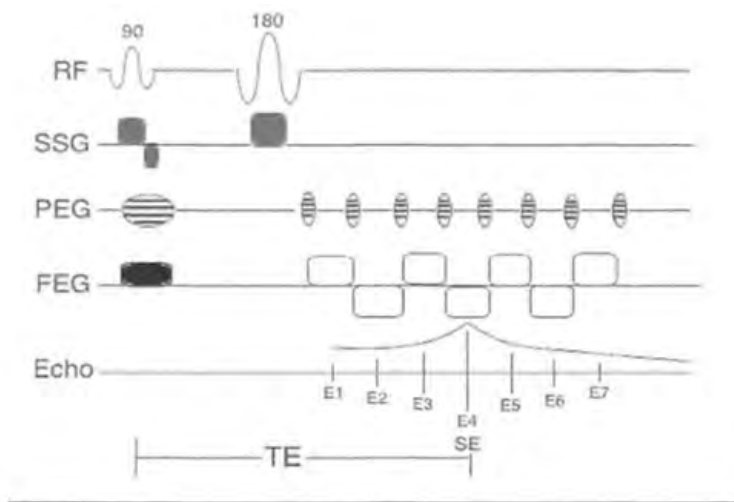 90 180
RF
SSG
PEG
FEG
Echo
E1 E2 E3 E4 E5 E6 E7
SE
TE